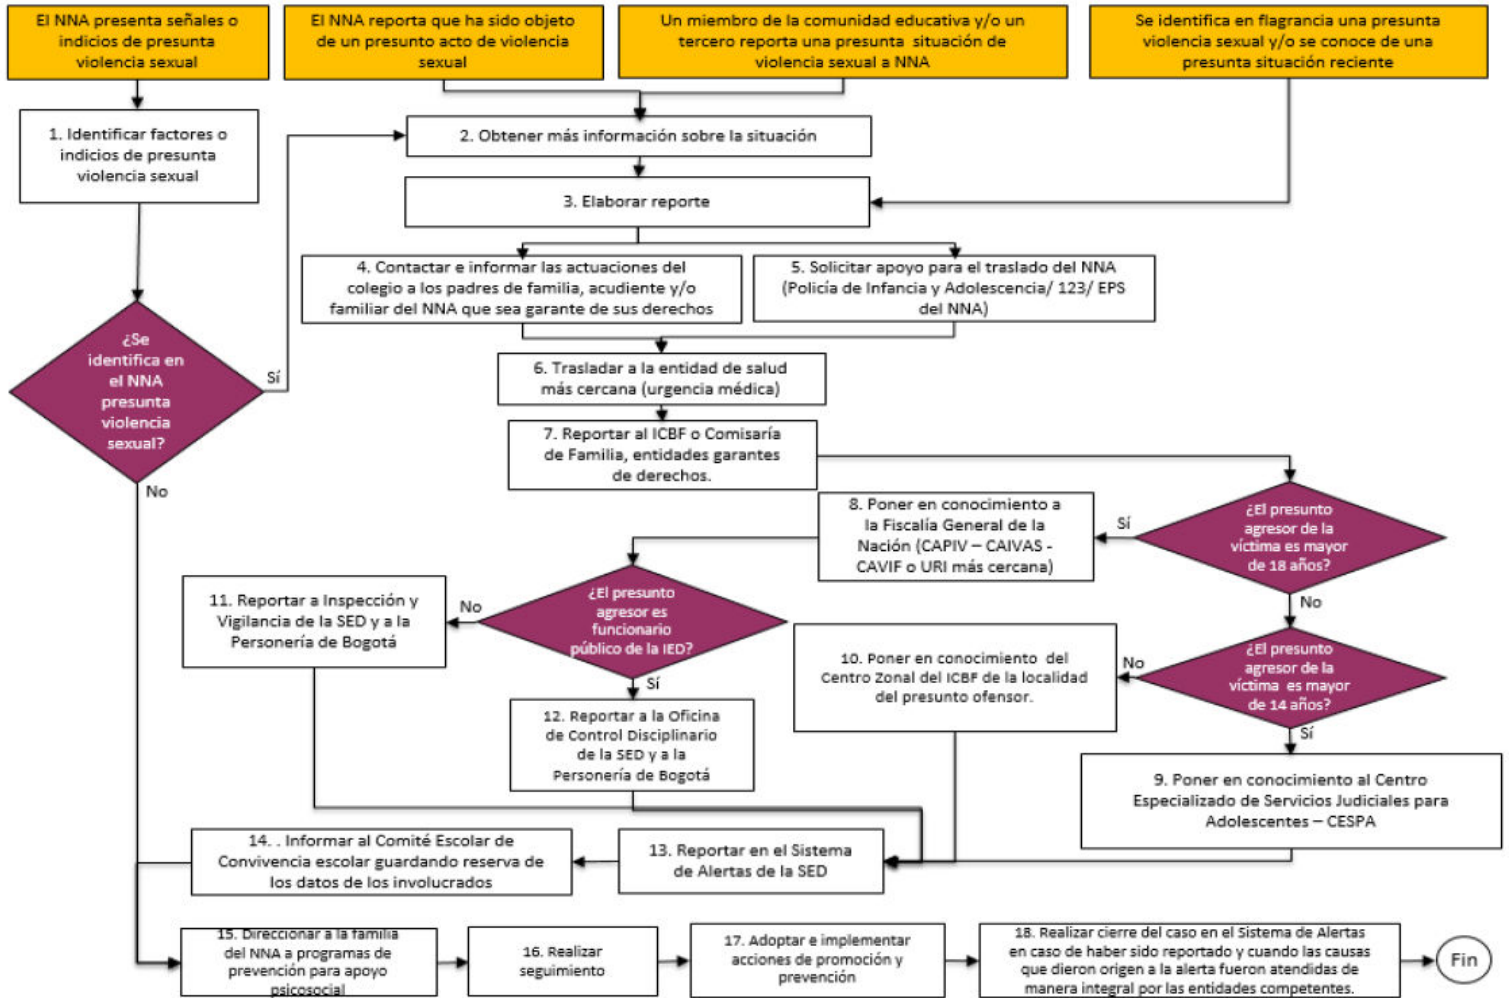 El NNA presenta señales o
indicios de presunta
violencia sexual
El NNA reporta que ha sido objeto
de un presunto acto de violencia
sexual
Un miembro de la comunidad educativa y/o un
tercero reporta una presunta situación de
violencia sexual a NNA
Se identifica en flagrancia una presunta
violencia sexual y/o se conoce de una
presunta situación reciente
1. Identificar factores o
indicios de presunta
violencia sexual
2. Obtener más información sobre la situación
3. Elaborar reporte
4. Contactar e informar las actuaciones del
colegio a los padres de familia, acudiente y/o
familiar del NNA que sea garante de sus derechos
5. Solicitar apoyo para el traslado del NNA
(Policía de Infancia y Adolescencia/ 123/ EPS
del NNA)
¿Se
identifica en
el NNA
presunta
violencia
sexual?
Sí
No
6. Trasladar a la entidad de salud
más cercana (urgencia médica)
7. Reportar al ICBF o Comisaría
de Familia, entidades garantes
de derechos.
¿El presunto
agresor de la
víctima es mayor
de 18 años?
Sí
No
8. Poner en conocimiento a
la Fiscalía General de la
Nación (CAPIV – CAIVAS -
CAVIF o URI más cercana)
¿El presunto
agresor es
funcionario
público de la IED?
No
Sí
11. Reportar a Inspección y
Vigilancia de la SED y a la
Personería de Bogotá
10. Poner en conocimiento del
Centro Zonal del ICBF de la localidad
del presunto ofensor.
¿El presunto
agresor de la
víctima es mayor
de 14 años?
No
Sí
12. Reportar a la Oficina
de Control Disciplinario
de la SED y a la
Personería de Bogotá
9. Poner en conocimiento al Centro
Especializado de Servicios Judiciales para
Adolescentes – CESPA
14. . Informar al Comité Escolar de
Convivencia escolar guardando reserva de
los datos de los involucrados
13. Reportar en el Sistema
de Alertas de la SED
15. Direccionar a la familia
del NNA a programas de
prevención para apoyo
psicosocial
16. Realizar
seguimiento
17. Adoptar e implementar
acciones de promoción y
prevención
18. Realizar cierre del caso en el Sistema de Alertas
en caso de haber sido reportado y cuando las causas
que dieron origen a la alerta fueron atendidas de
manera integral por las entidades competentes.
Fin